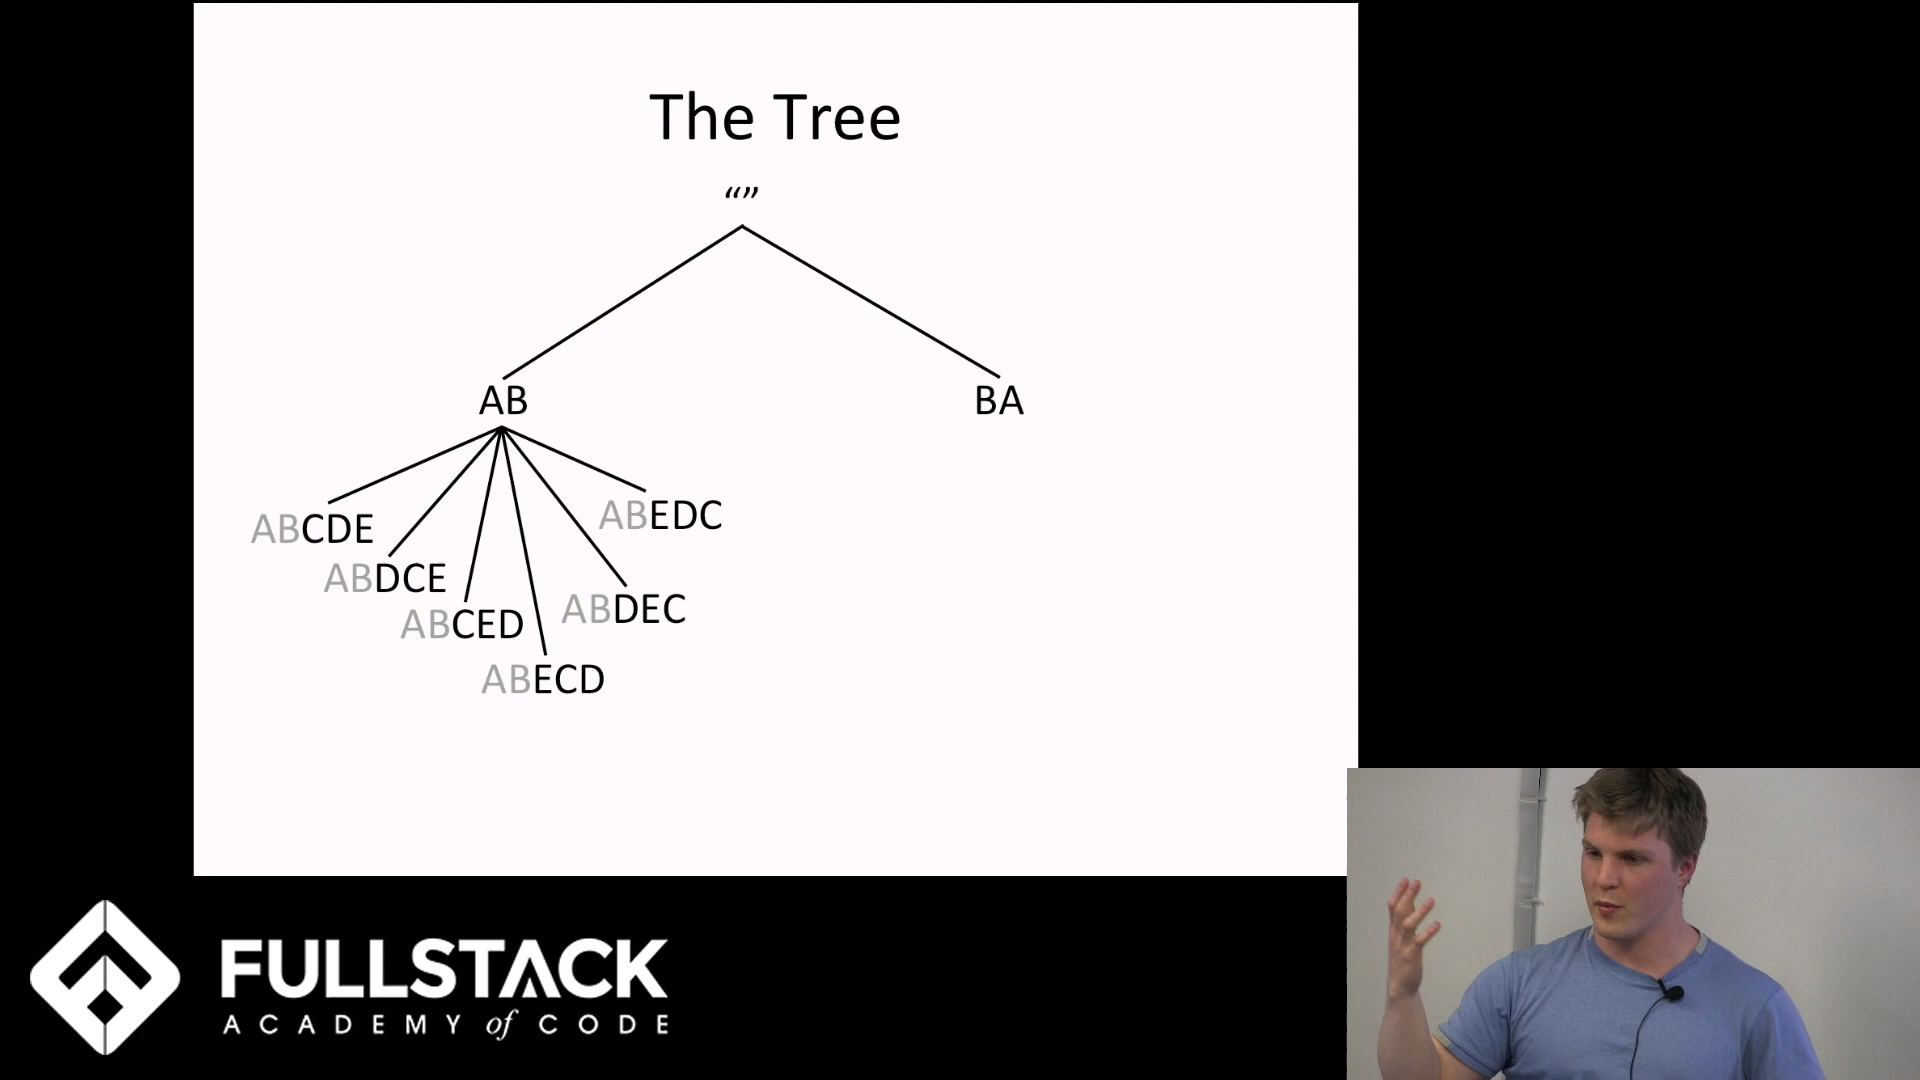 The Tree
“”
AB
BA
ABCDE
ABEDC
ABDCE
ABCED
ABDEC
ABECD
FULLSTACK
ACADEMY of CODE